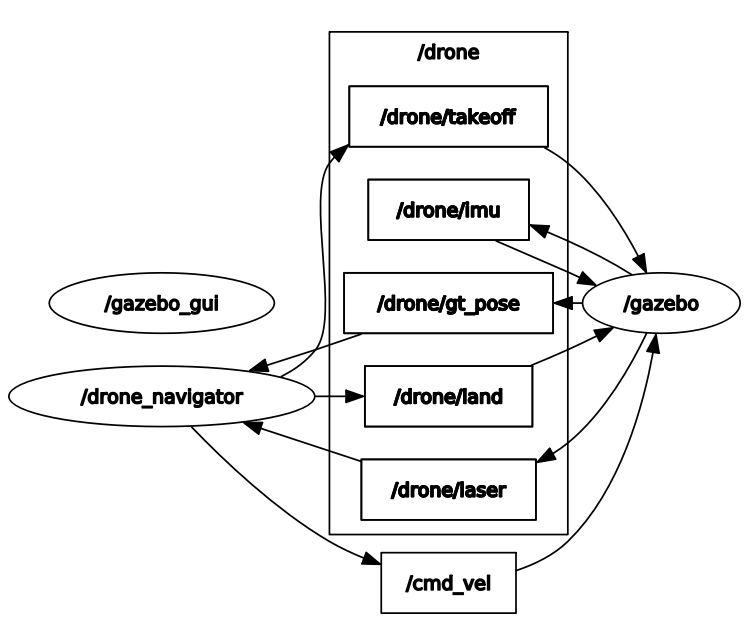 /drone
/drone/takeoff
/drone/imu
/gazebo_gui
/drone/gt_pose
/gazebo
/drone_navigator
/drone/land
/drone/laser
/cmd_vel